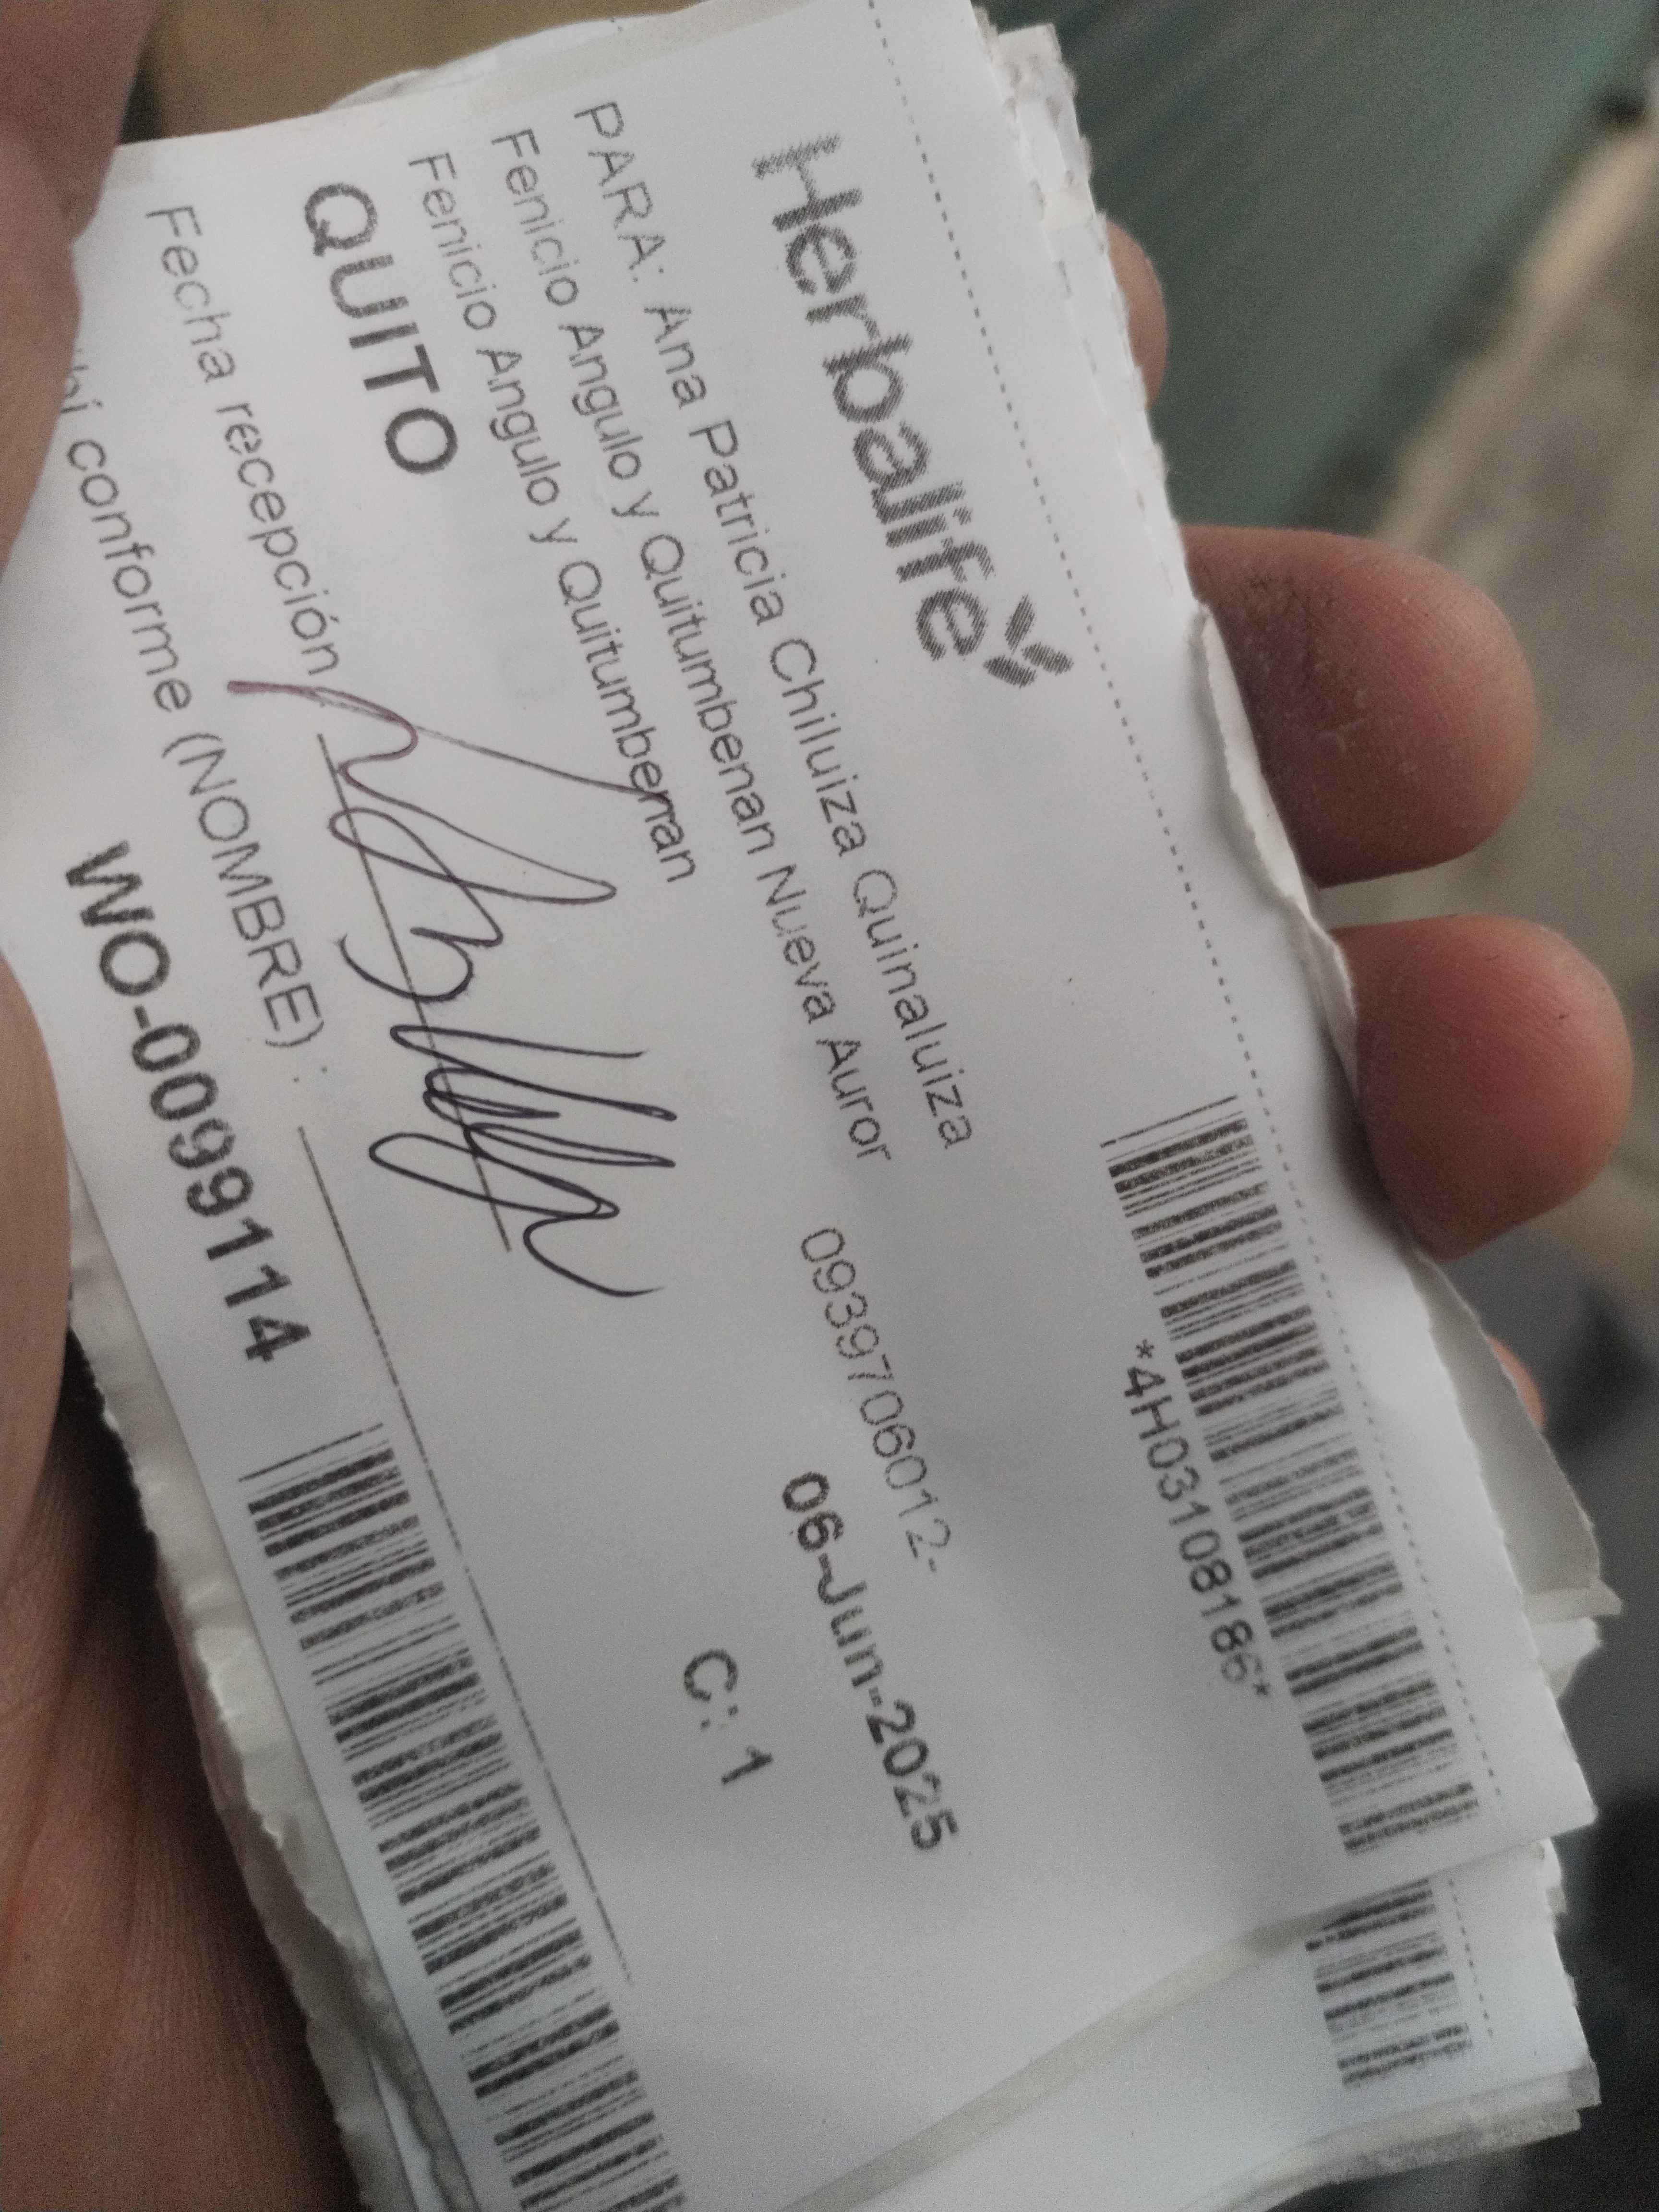 Herbalife
*4H03108186*
PARA: Ana Patricia Chiluiza Quinaluiza
Fenicio Angulo y Quitumbenan Nueva Auror
0939706012-
Fenicio Angulo y Quitumbenan
06-Jun-2025
QUITO
C: 1
Fecha recepción
conforme (NOMBRE) :
WO-0099114